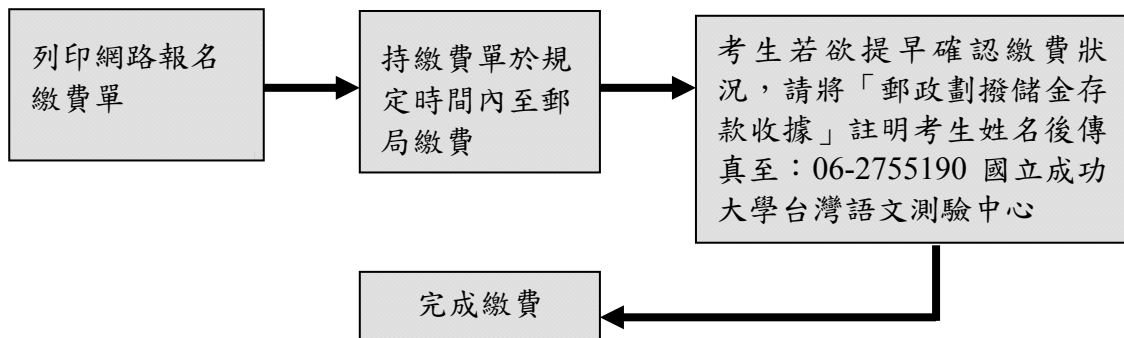 列印網路報名
繳費單
持繳費單於規
定時間內至郵
局繳費
考生若欲提早確認繳費狀
況，請將「郵政劃撥儲金存
款收據」註明考生姓名後傳
真至：06-2755190 國立成功
大學台灣語文測驗中心
完成繳費